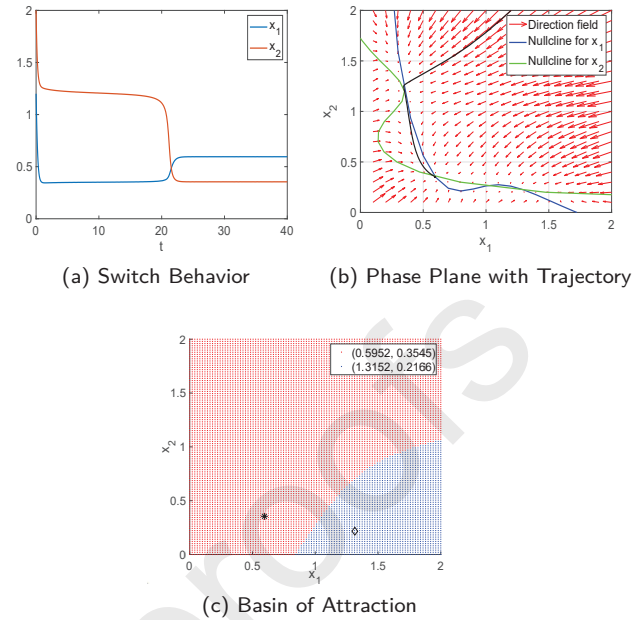 x1
x2
2
1.5
1
0.5
0
0 10 20 30 40
t
(a) Switch Behavior
Direction field
Nullcline for x1
Nullcline for x2
2
1.5
x2
1
0.5
0
0 0.5 1 1.5 2
x1
(b) Phase Plane with Trajectory
(0.5952, 0.3545)
(1.3152, 0.2166)
2
1.5
x2
1
0.5
0
0 0.5 1 1.5 2
x1
(c) Basin of Attraction
proofs